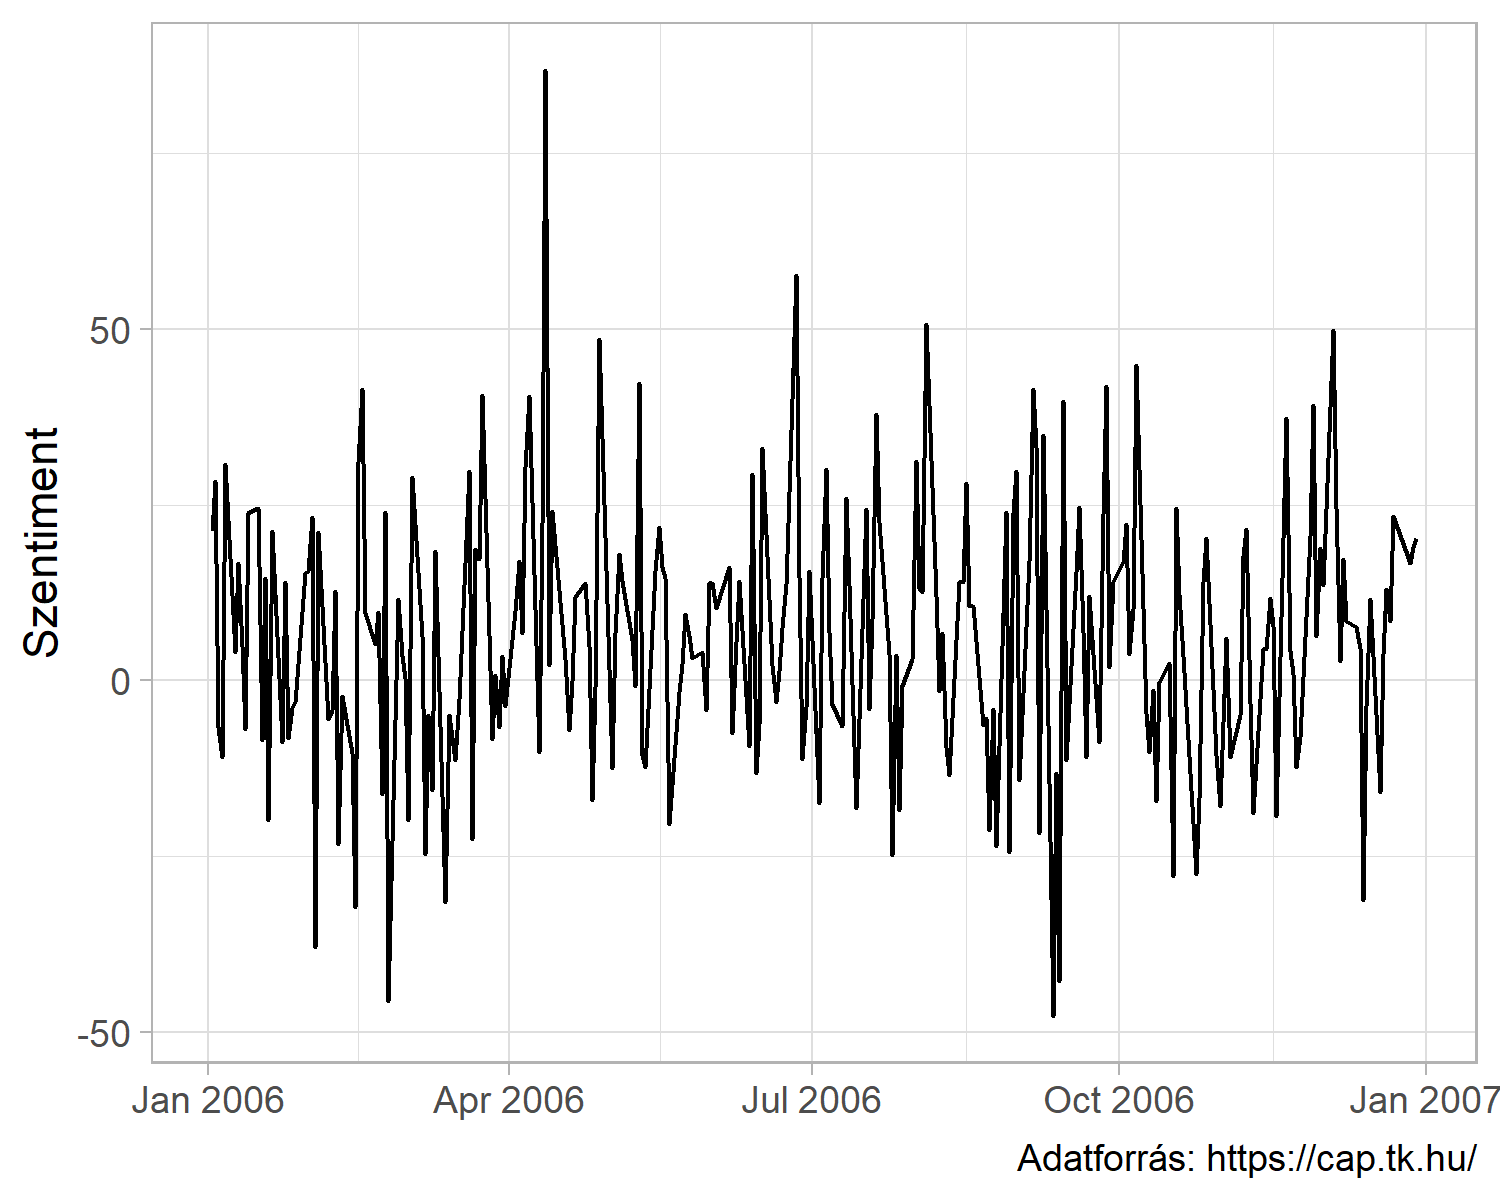 Szentiment
50
0
-50
Jan 2006
Apr 2006
Jul 2006
Oct 2006
Jan 2007
Adatforrás: https://cap.tk.hu/